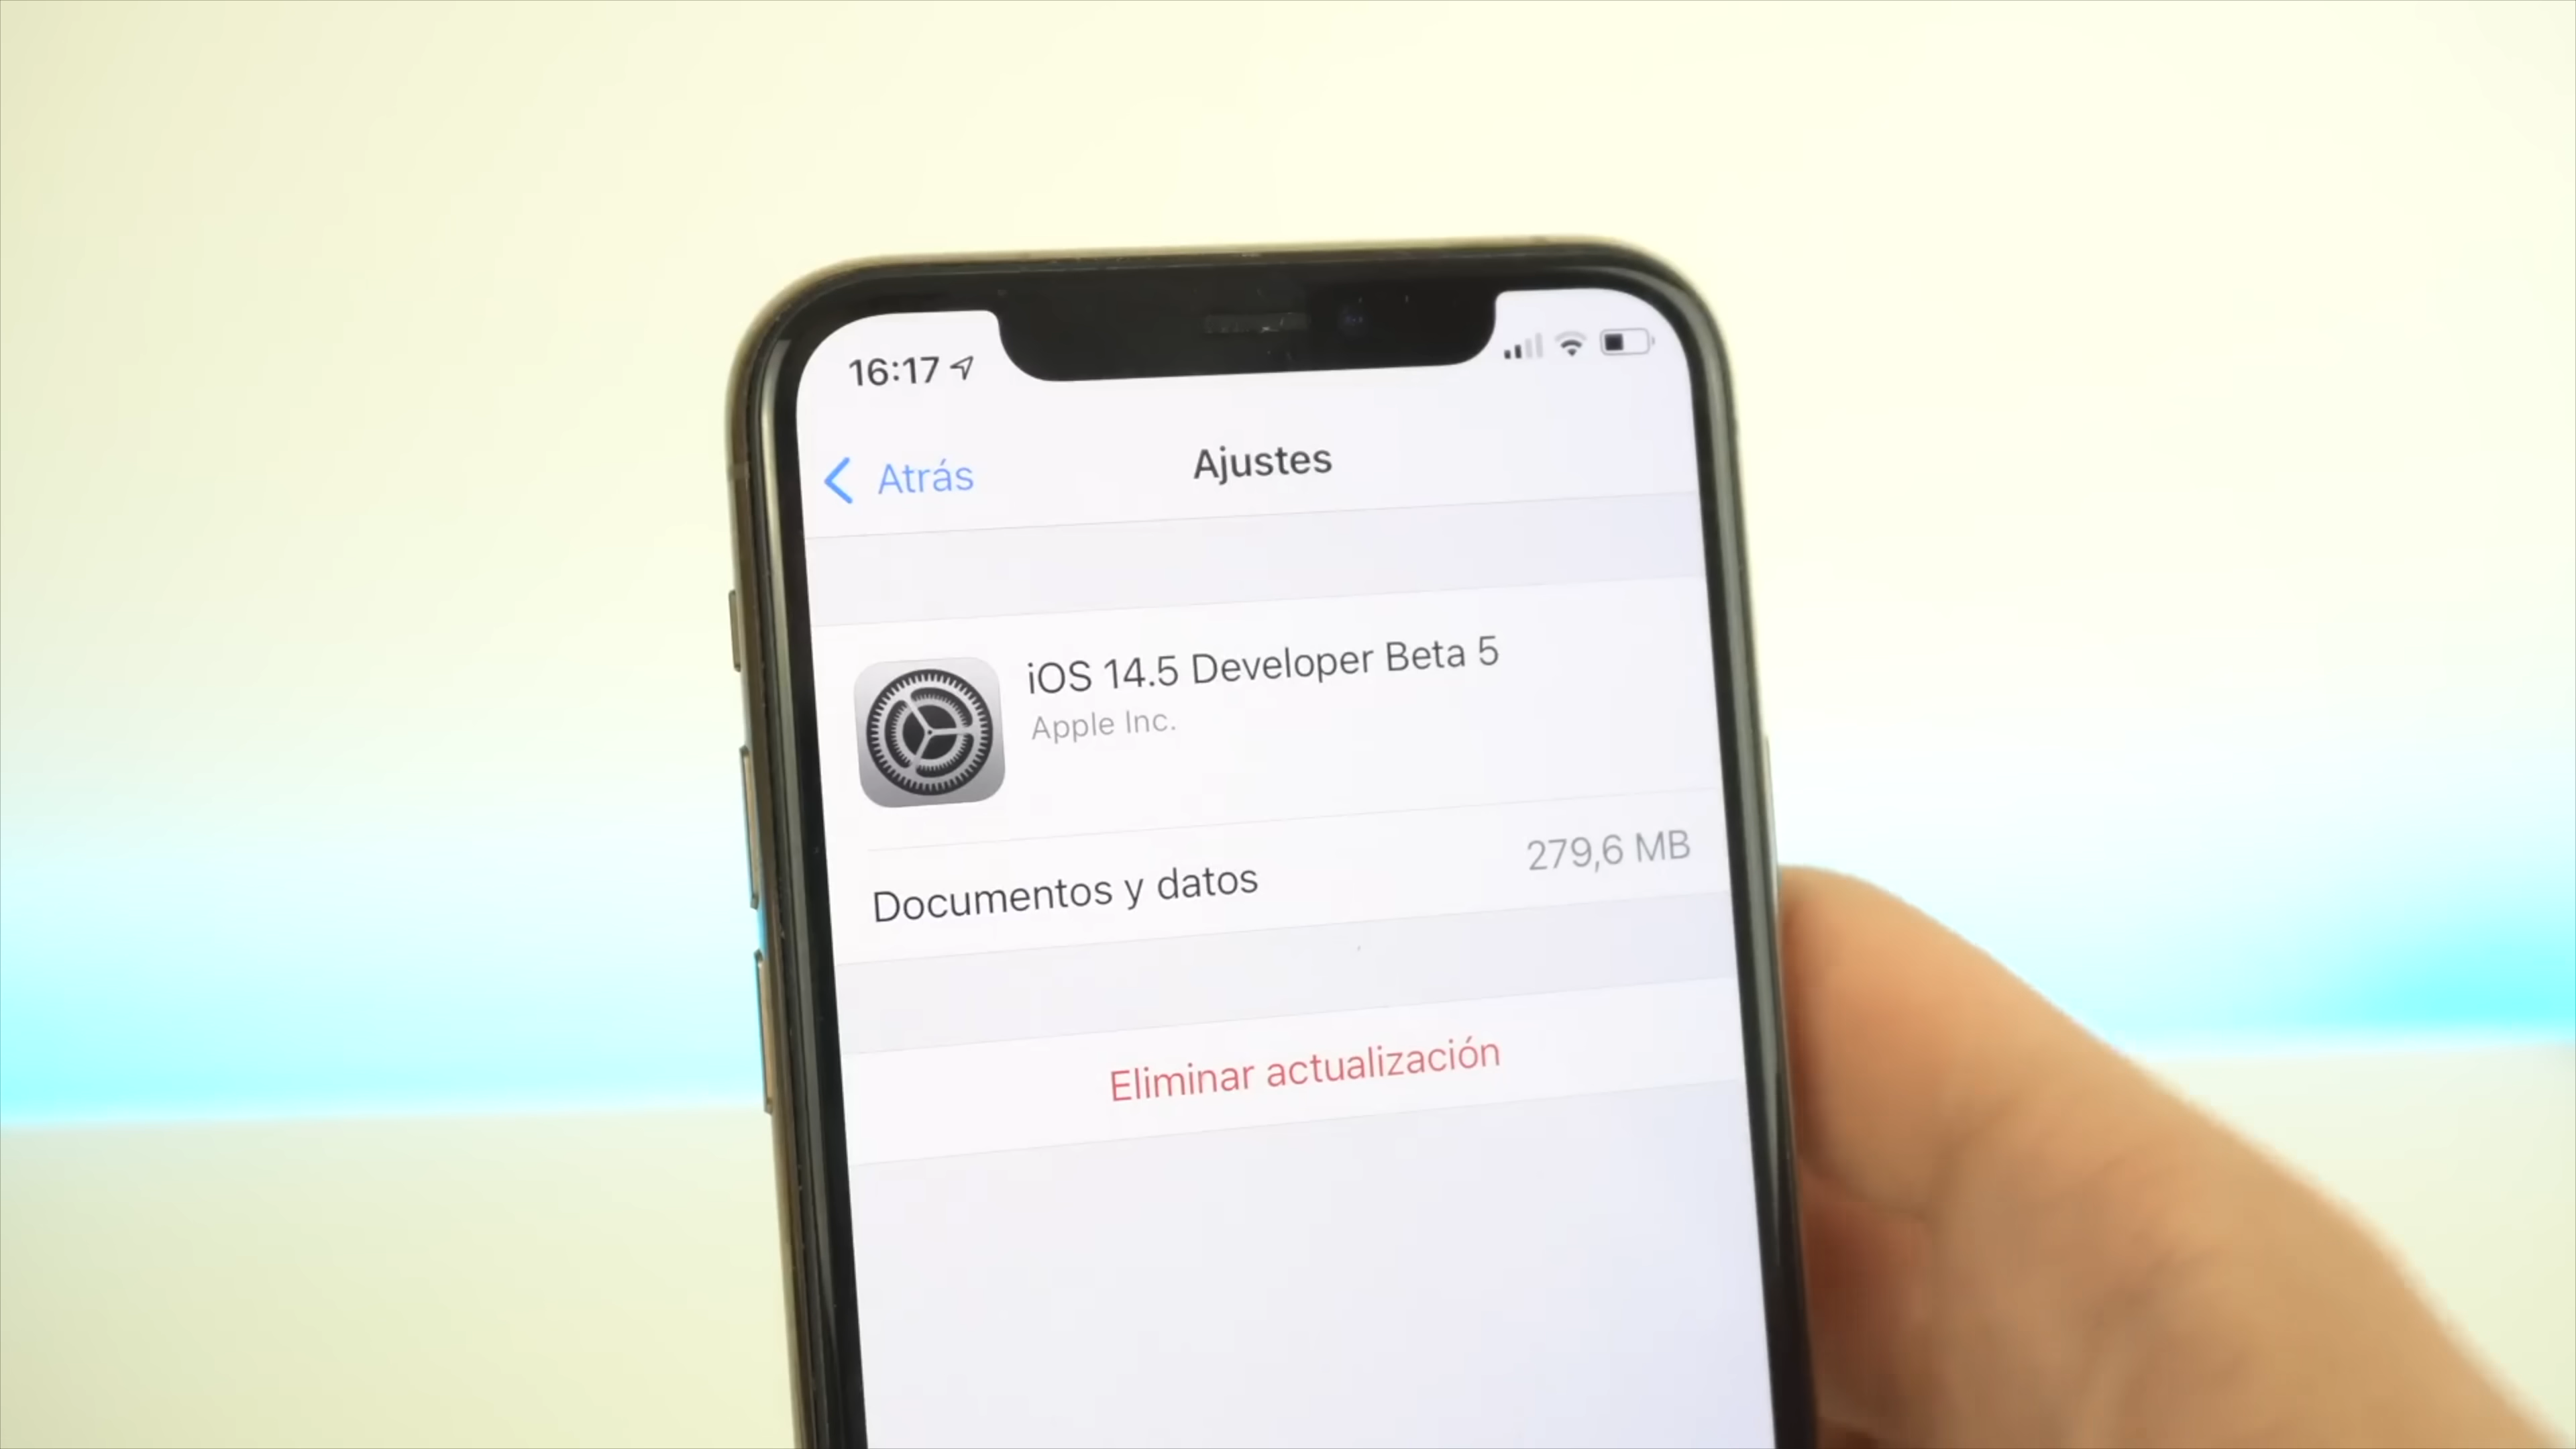 16:17
Atrás
Ajustes
iOS 14.5 Developer Beta 5
Apple Inc.
Documentos y datos
279,6 MB
Eliminar actualización